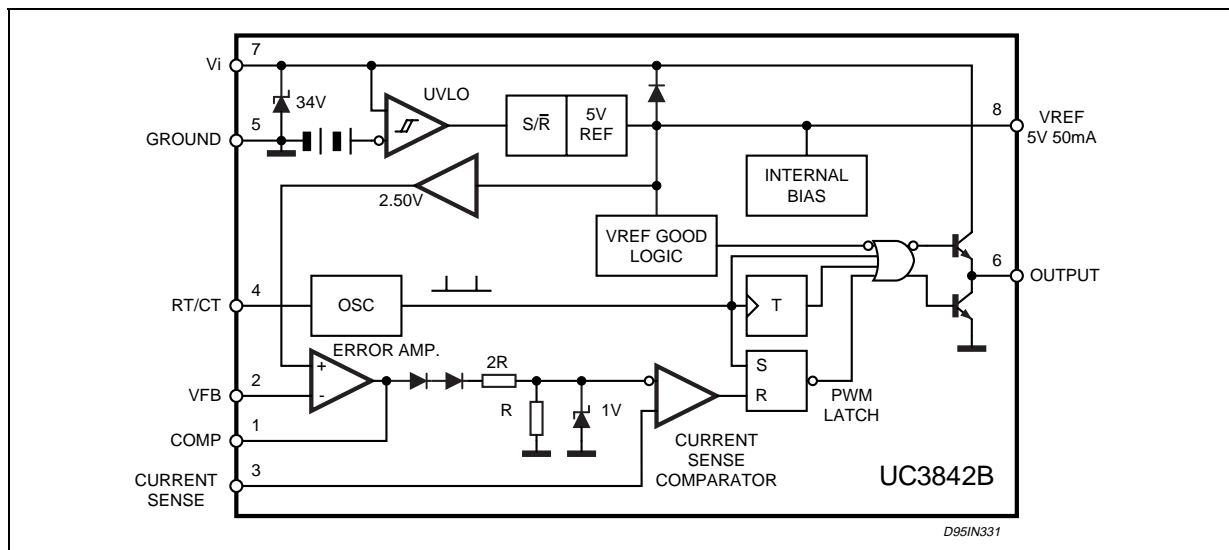 7
Vi
34V
UVLO
5
GROUND
S/R̅
5V
REF
8
VREF
5V 50mA
INTERNAL
BIAS
2.50V
VREF GOOD
LOGIC
6
OUTPUT
4
RT/CT
OSC
T
ERROR AMP.
2R
+
-
2
VFB
S
R
PWM
LATCH
R
1V
1
COMP
CURRENT
SENSE
COMPARATOR
3
CURRENT
SENSE
UC3842B
D95IN331